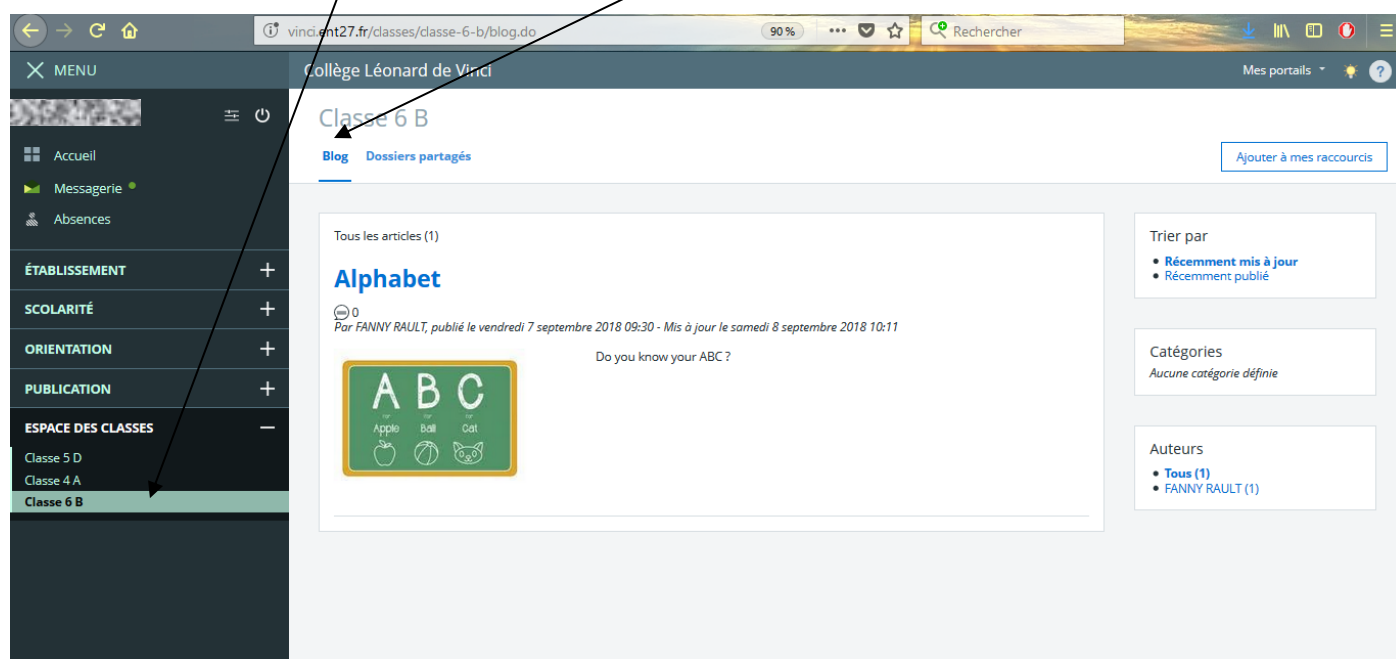 vinci.ent27.fr/classes/classe-6-b/blog.do
90 %
Rechercher
MENU
Collège Léonard de Vinci
Mes portails
?
Accueil
Messagerie
Absences
ÉTABLISSEMENT
SCOLARITÉ
ORIENTATION
PUBLICATION
ESPACE DES CLASSES
Classe 5 D
Classe 4 A
Classe 6 B
Classe 6 B
Blog Dossiers partagés
Ajouter à mes raccourcis
Tous les articles (1)
Alphabet
0
Par FANNY RAULT, publié le vendredi 7 septembre 2018 09:30 - Mis à jour le samedi 8 septembre 2018 10:11
Do you know your ABC ?
A B C
for for for
Apple Ball Cat
Trier par
Récemment mis à jour
Récemment publié
Catégories
Aucune catégorie définie
Auteurs
Tous (1)
FANNY RAULT (1)